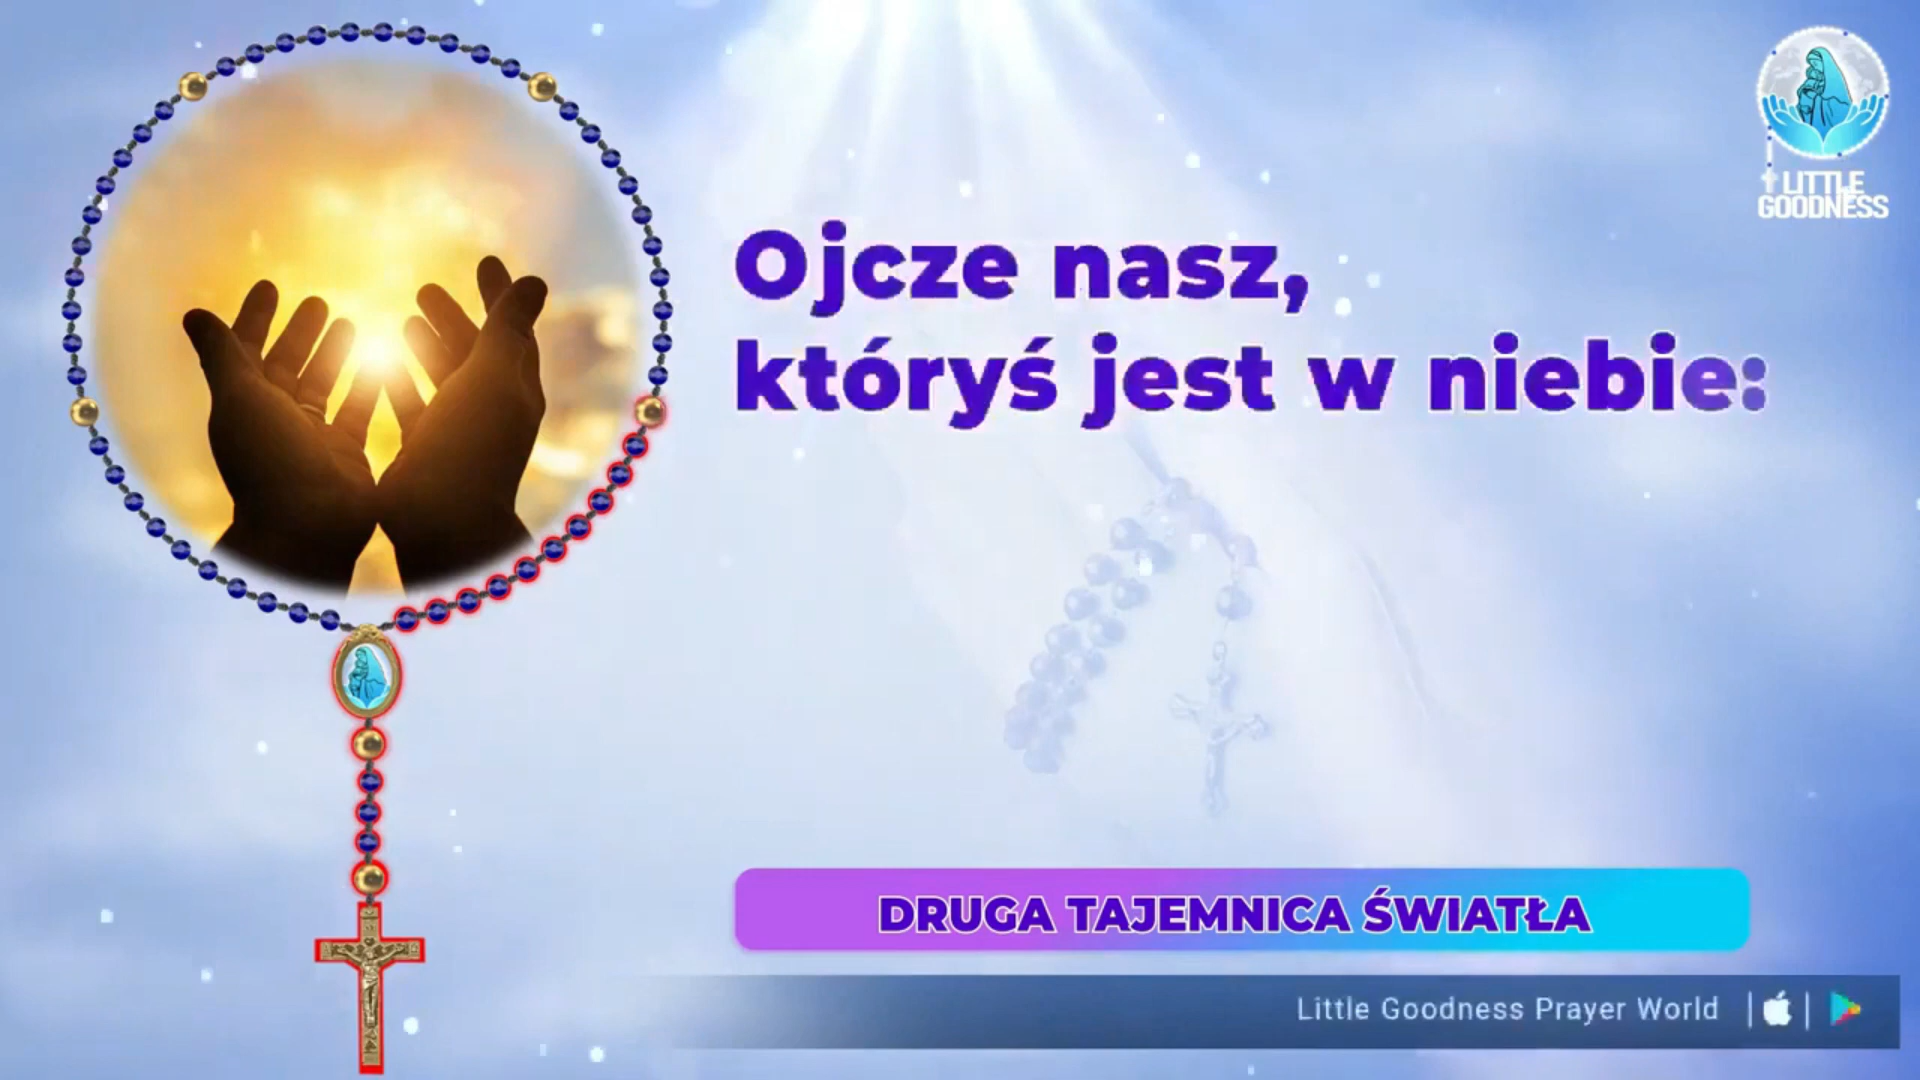 LITTLE
GOODNESS
Ojcze nasz,
któryś jest w niebie:
DRUGA TAJEMNICA ŚWIATŁA
Little Goodness Prayer World